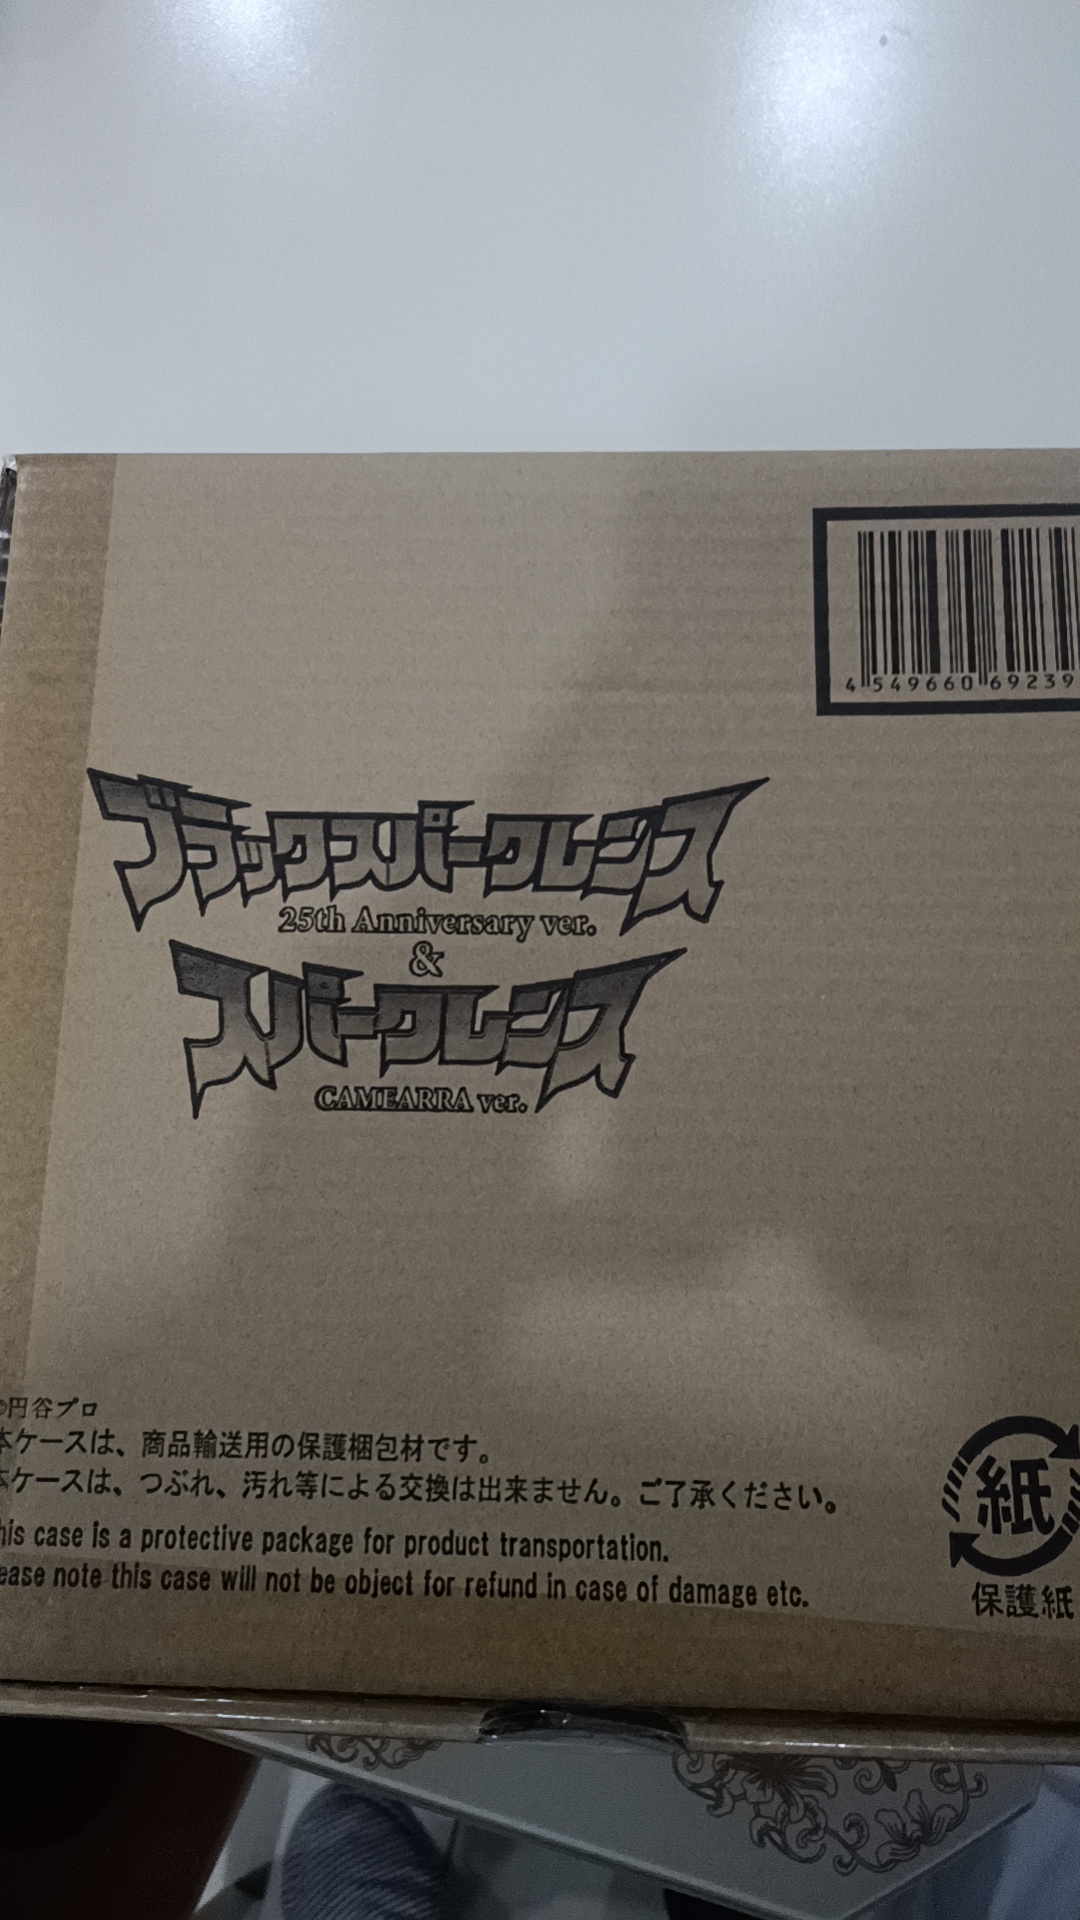 4 549660 69239
ブラックスパークレンス
25th Anniversary ver.
&
スパークレンス
CAMEARRA ver.
©円谷プロ
本ケースは、商品輸送用の保護梱包材です。
本ケースは、つぶれ、汚れ等による交換は出来ません。ご了承ください。
his case is a protective package for product transportation.
ease note this case will not be object for refund in case of damage etc.
紙
保護紙